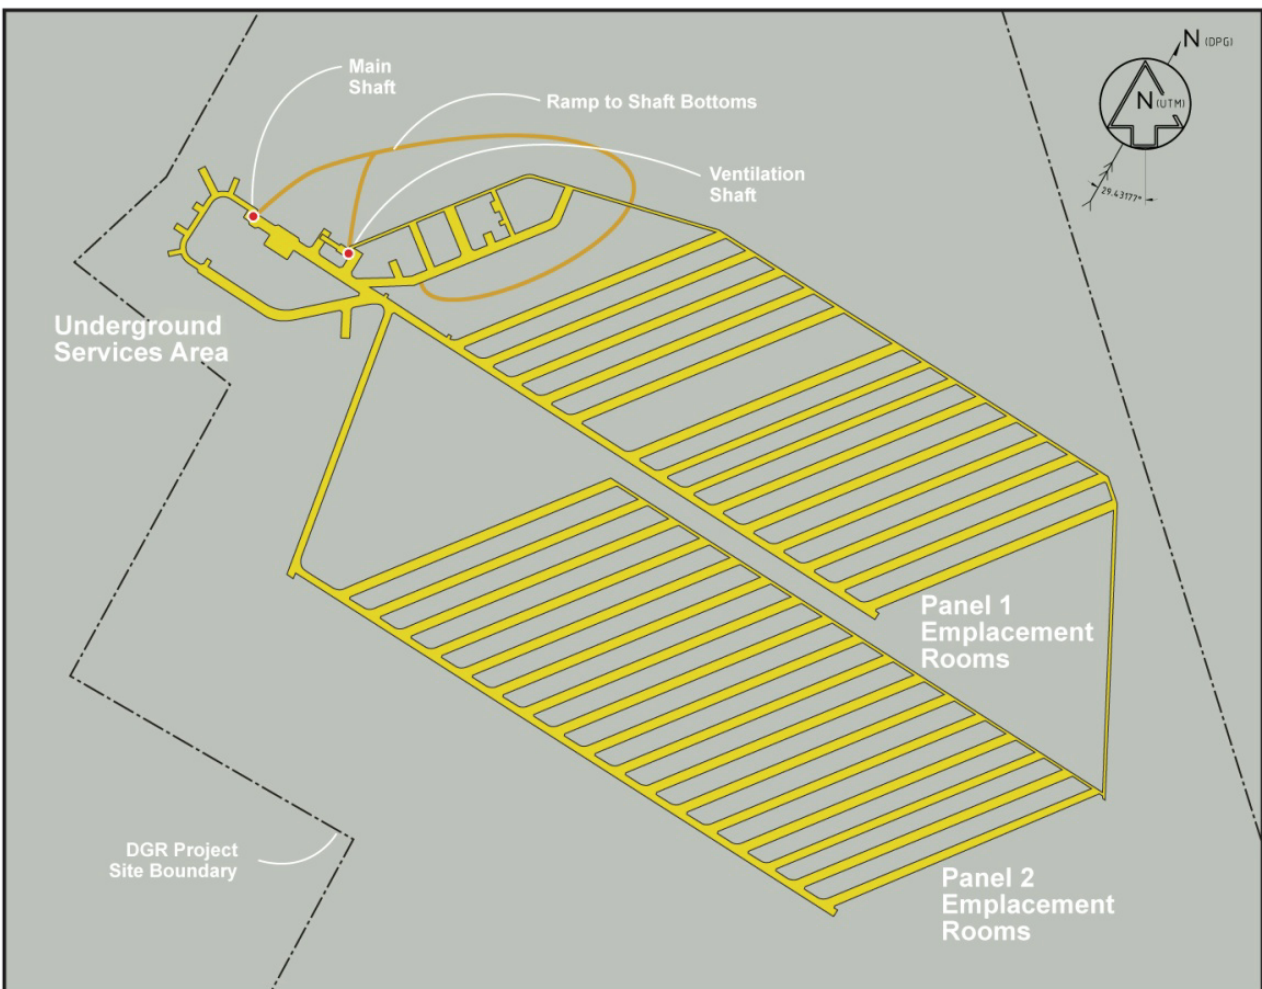 N (DPG)
N (UTM)
29.43177°
Main
Shaft
Ramp to Shaft Bottoms
Ventilation
Shaft
Underground
Services Area
Panel 1
Emplacement
Rooms
DGR Project
Site Boundary
Panel 2
Emplacement
Rooms